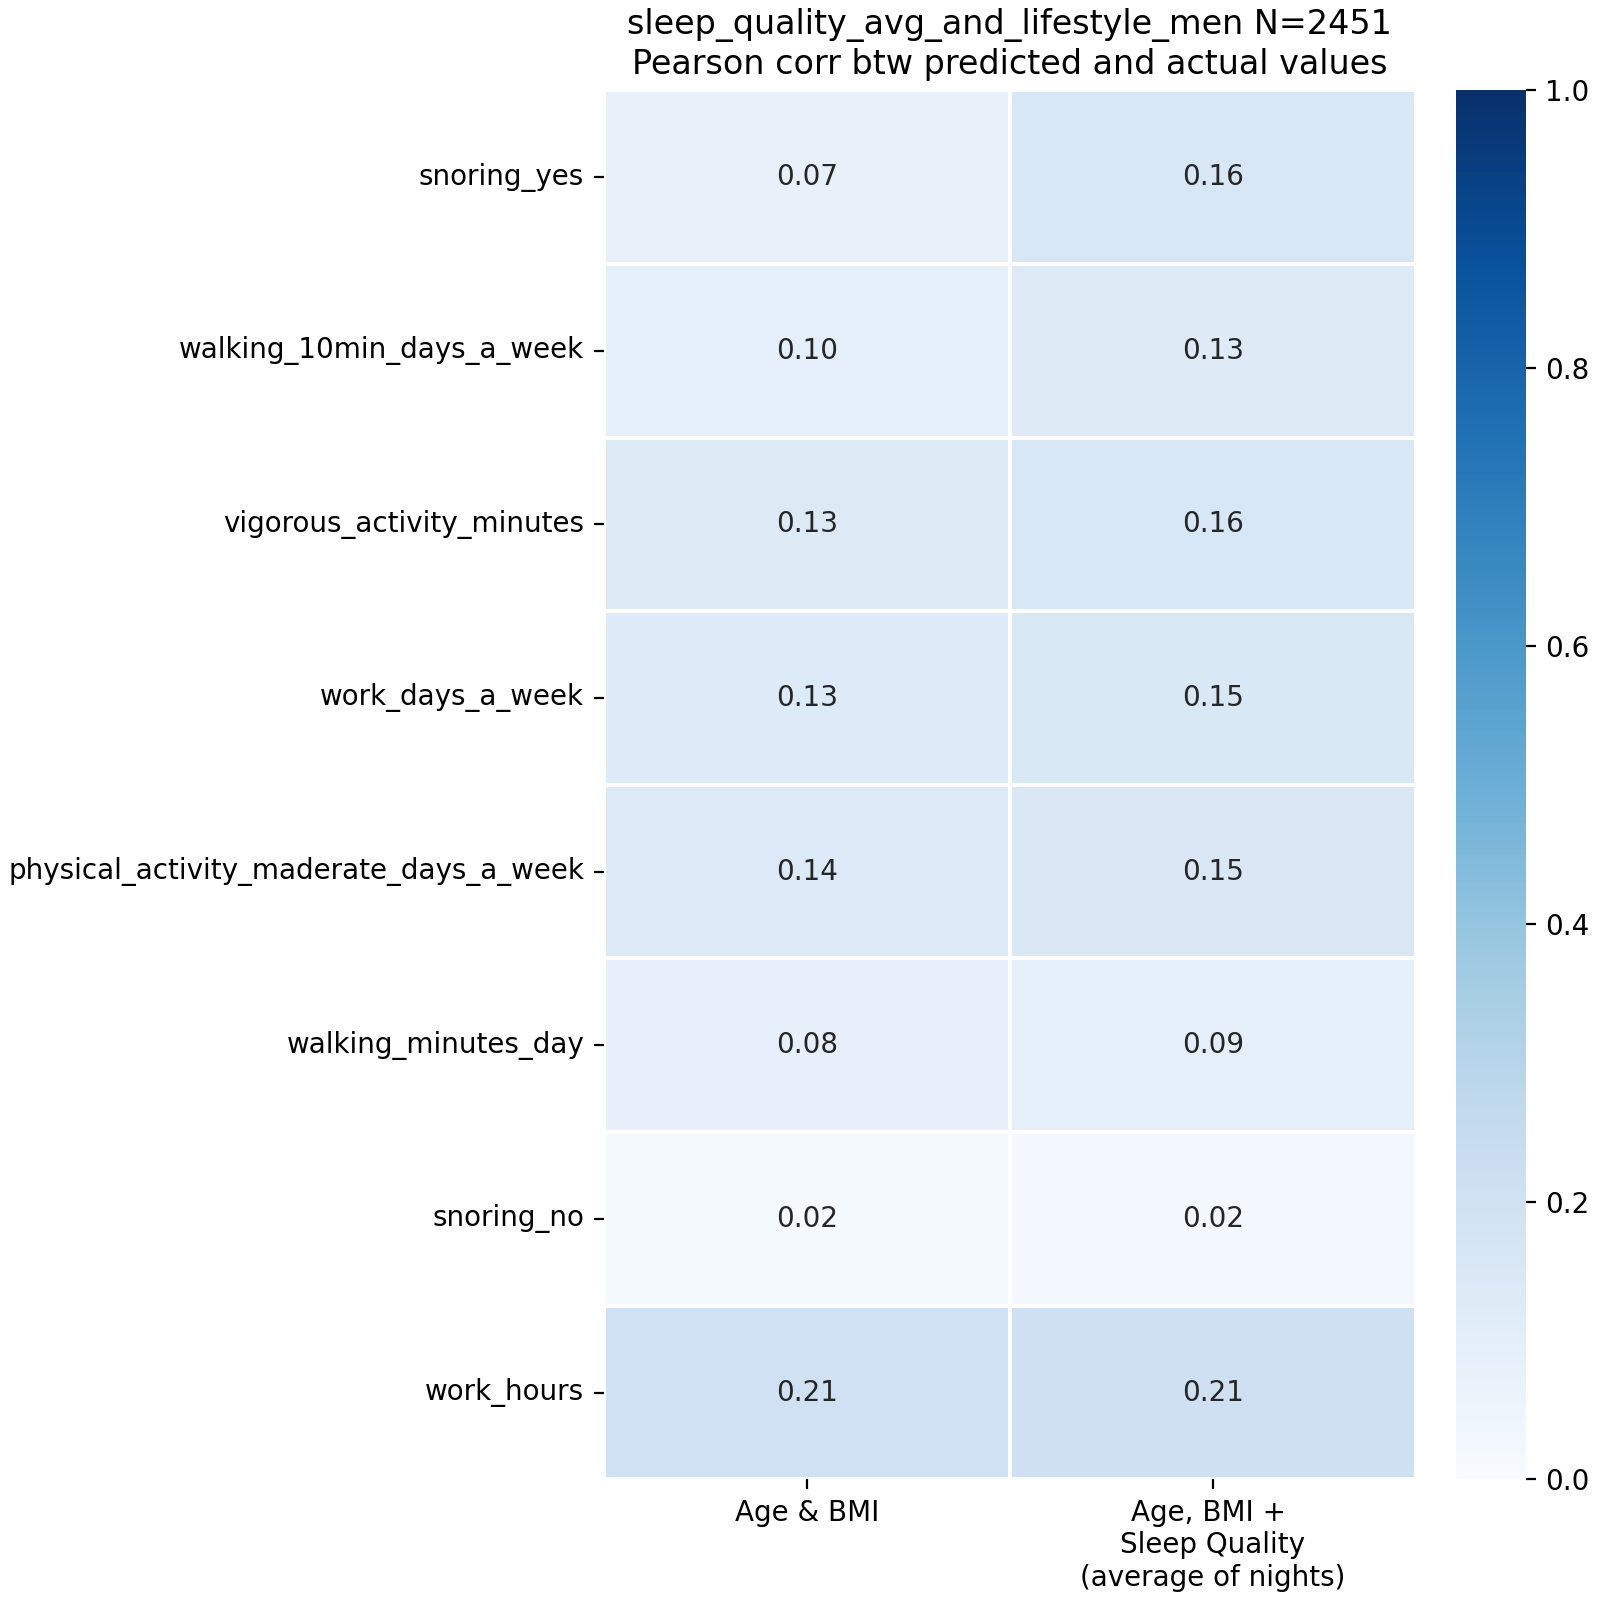 sleep_quality_avg_and_lifestyle_men N=2451
Pearson corr btw predicted and actual values
snoring_yes 0.07 0.16
walking_10min_days_a_week 0.10 0.13
vigorous_activity_minutes 0.13 0.16
work_days_a_week 0.13 0.15
physical_activity_maderate_days_a_week 0.14 0.15
walking_minutes_day 0.08 0.09
snoring_no 0.02 0.02
work_hours 0.21 0.21
Age & BMI
Age, BMI +
Sleep Quality
(average of nights)
1.0
0.8
0.6
0.4
0.2
0.0